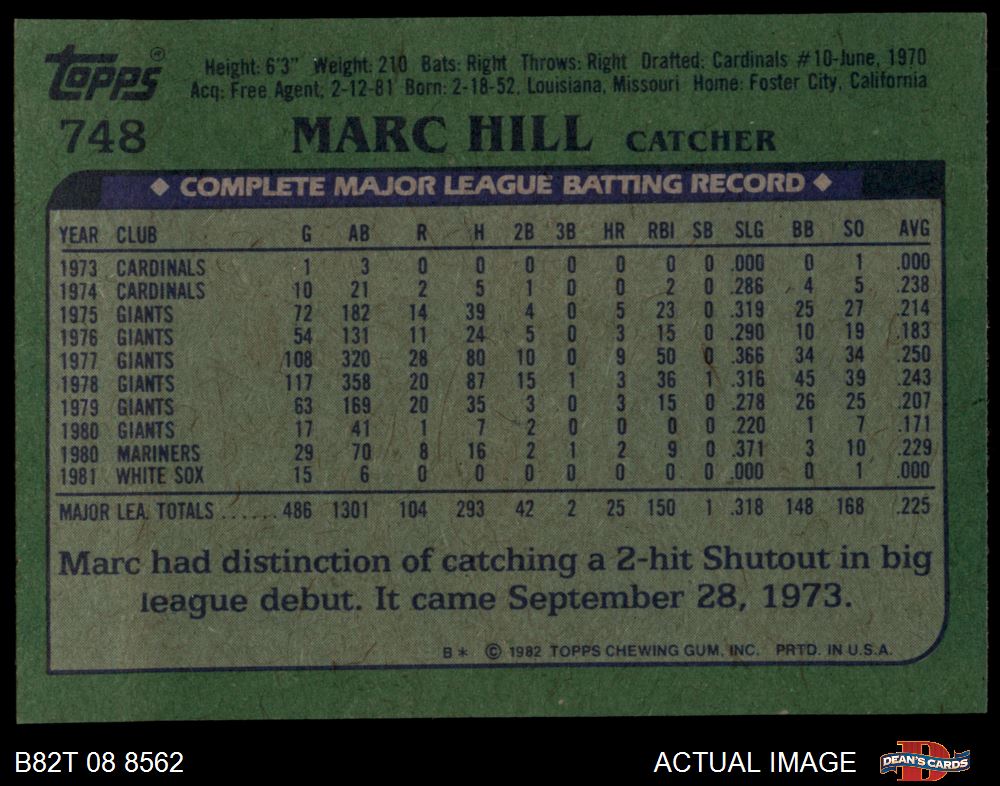 TOPPS®
Height: 6'3" Weight: 210 Bats: Right Throws: Right Drafted: Cardinals #10-June, 1970
Acq: Free Agent, 2-12-81 Born: 2-18-52, Louisiana, Missouri Home: Foster City, California
748 MARC HILL CATCHER
◆ COMPLETE MAJOR LEAGUE BATTING RECORD ◆
YEAR CLUB G AB R H 2B 3B HR RBI SB SLG BB SO AVG
1973 CARDINALS 1 3 0 0 0 0 0 0 0 .000 0 1 .000
1974 CARDINALS 10 21 2 5 1 0 0 2 0 .286 4 5 .238
1975 GIANTS 72 182 14 39 4 0 5 23 0 .319 25 27 .214
1976 GIANTS 54 131 11 24 5 0 3 15 0 .290 10 19 .183
1977 GIANTS 108 320 28 80 10 0 9 50 0 .366 34 34 .250
1978 GIANTS 117 358 20 87 15 1 3 36 1 .316 45 39 .243
1979 GIANTS 63 169 20 35 3 0 3 15 0 .278 26 25 .207
1980 GIANTS 17 41 1 7 2 0 0 0 0 .220 1 7 .171
1980 MARINERS 29 70 8 16 2 1 2 9 0 .371 3 10 .229
1981 WHITE SOX 15 6 0 0 0 0 0 0 0 .000 0 1 .000
MAJOR LEA. TOTALS ...... 486 1301 104 293 42 2 25 150 1 .318 148 168 .225
Marc had distinction of catching a 2-hit Shutout in big
league debut. It came September 28, 1973.
B* © 1982 TOPPS CHEWING GUM, INC. PRTD. IN U.S.A.
B82T 08 8562 ACTUAL IMAGE DEAN'S CARDS